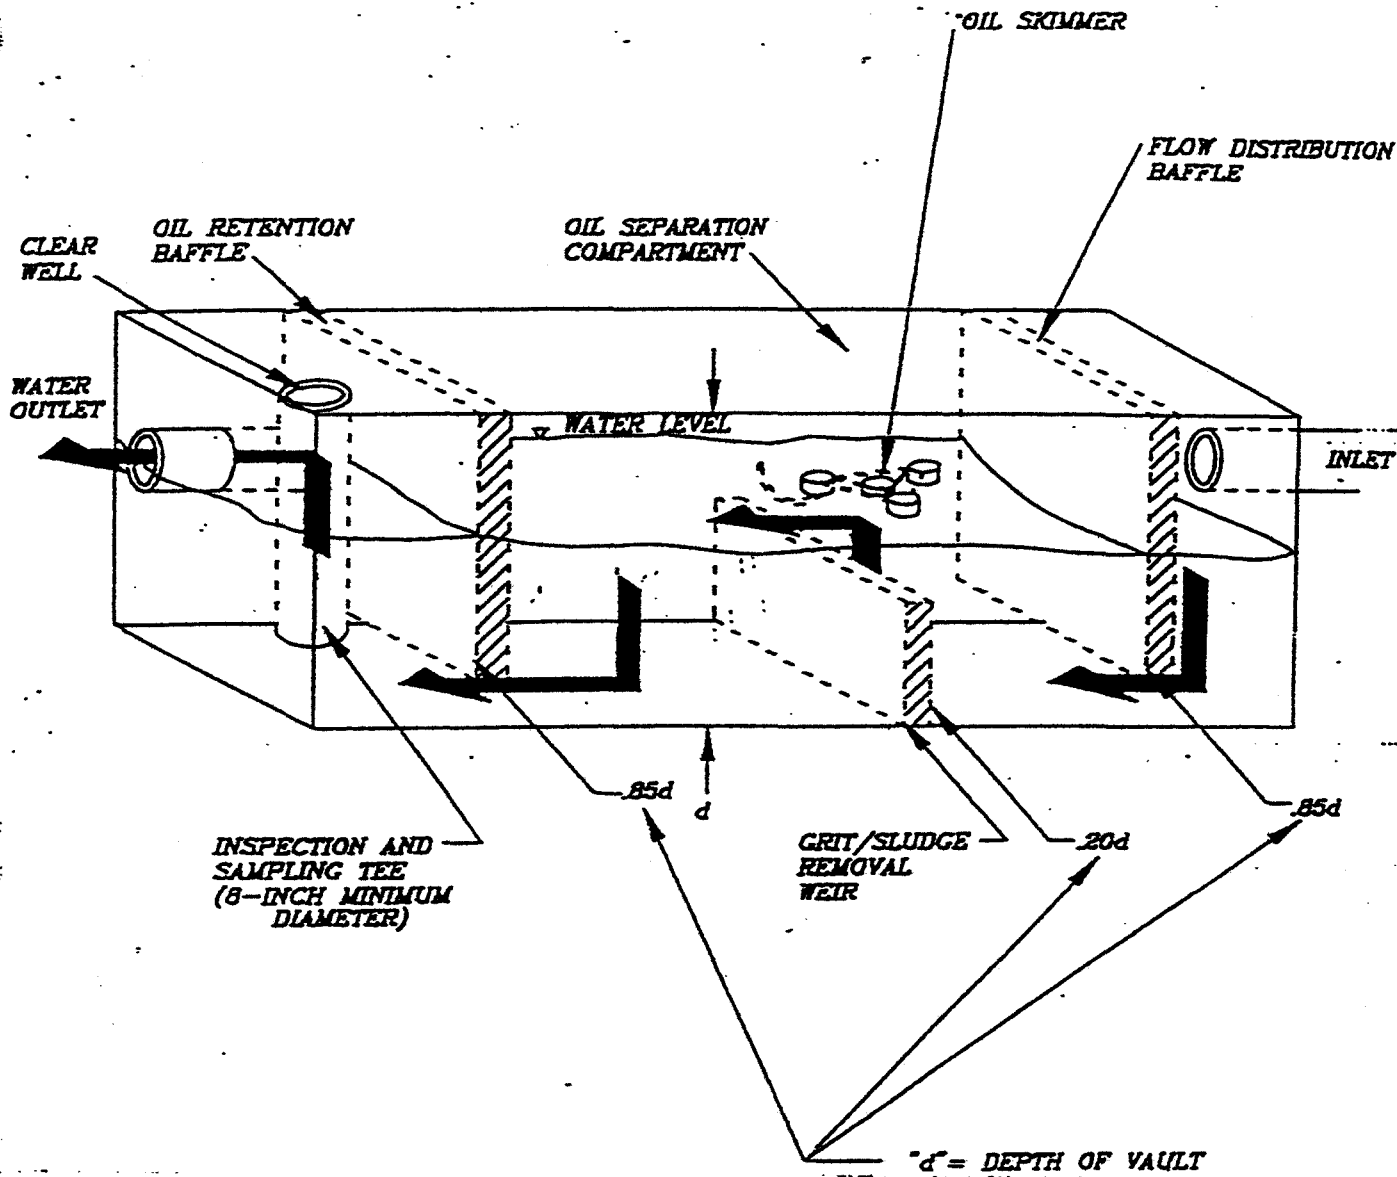 OIL SKIMMER
FLOW DISTRIBUTION
BAFFLE
OIL RETENTION
BAFFLE
OIL SEPARATION
COMPARTMENT
CLEAR
WELL
WATER
OUTLET
WATER LEVEL
INLET
.85d
d
.85d
INSPECTION AND
SAMPLING TEE
(8-INCH MINIMUM
DIAMETER)
GRIT/SLUDGE
REMOVAL
WEIR
.20d
"d"= DEPTH OF VAULT